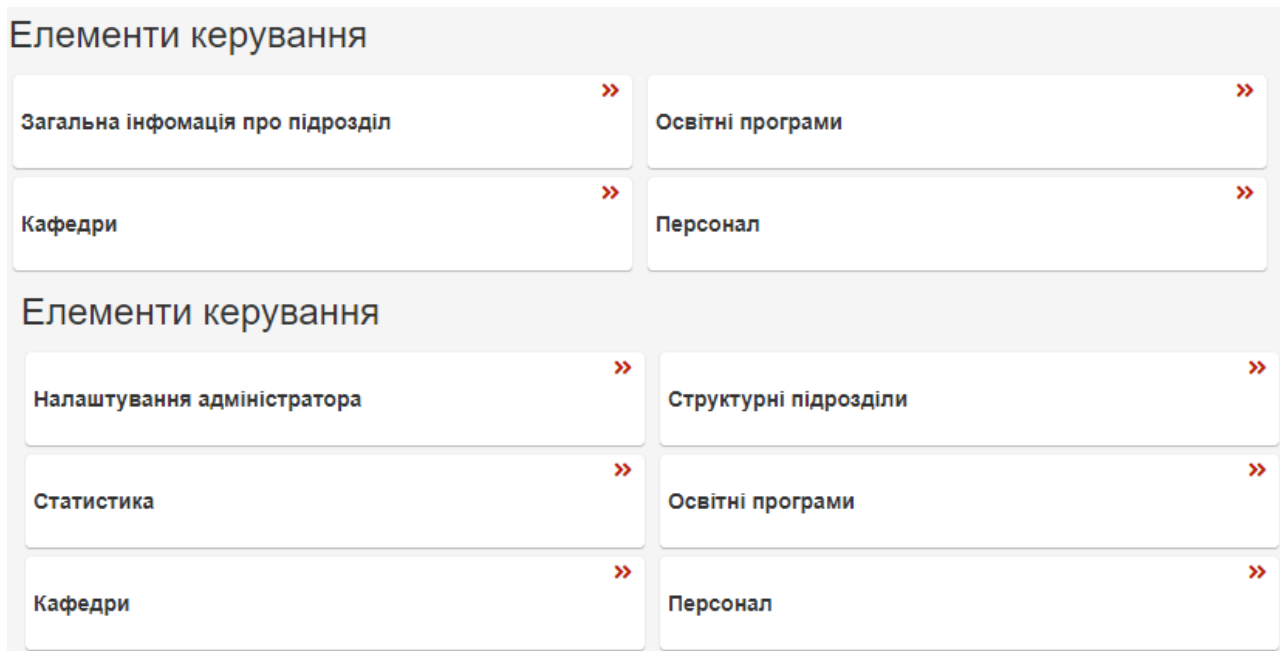 Елементи керування
Загальна інфомація про підрозділ
Освітні програми
Кафедри
Персонал
Елементи керування
Налаштування адміністратора
Структурні підрозділи
Статистика
Освітні програми
Кафедри
Персонал